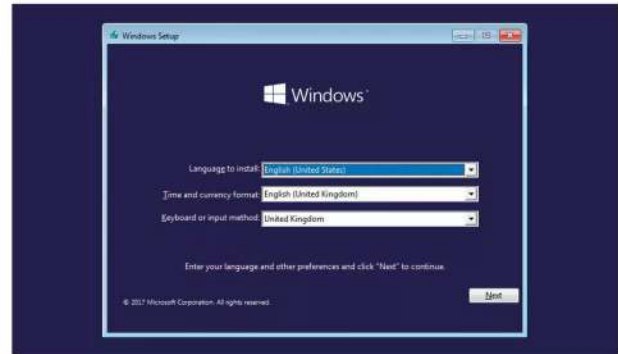 Windows Setup
Windows
Language to install: English (United States)
Time and currency format: English (United Kingdom)
Keyboard or input method: United Kingdom
Enter your language and other preferences and click "Next" to continue.
© 2017 Microsoft Corporation. All rights reserved.
Next